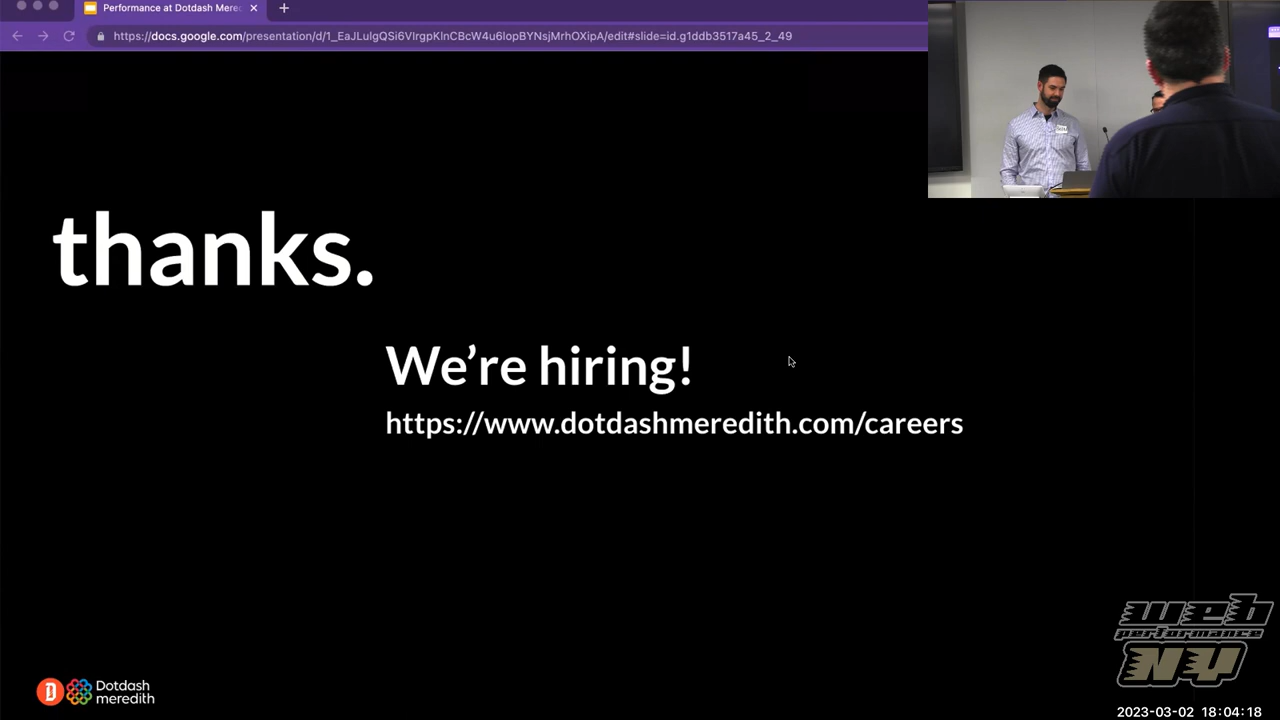 Performance at Dotdash Mered
https://docs.google.com/presentation/d/1_EaJLulgQSi6VIrgpKlnCBcW4u6lopBYNsjMrhOXipA/edit#slide=id.g1ddb3517a45_2_49
thanks.
We're hiring!
https://www.dotdashmeredith.com/careers
Dotdash
meredith
web
performance
NY
2023-03-02 18:04:18